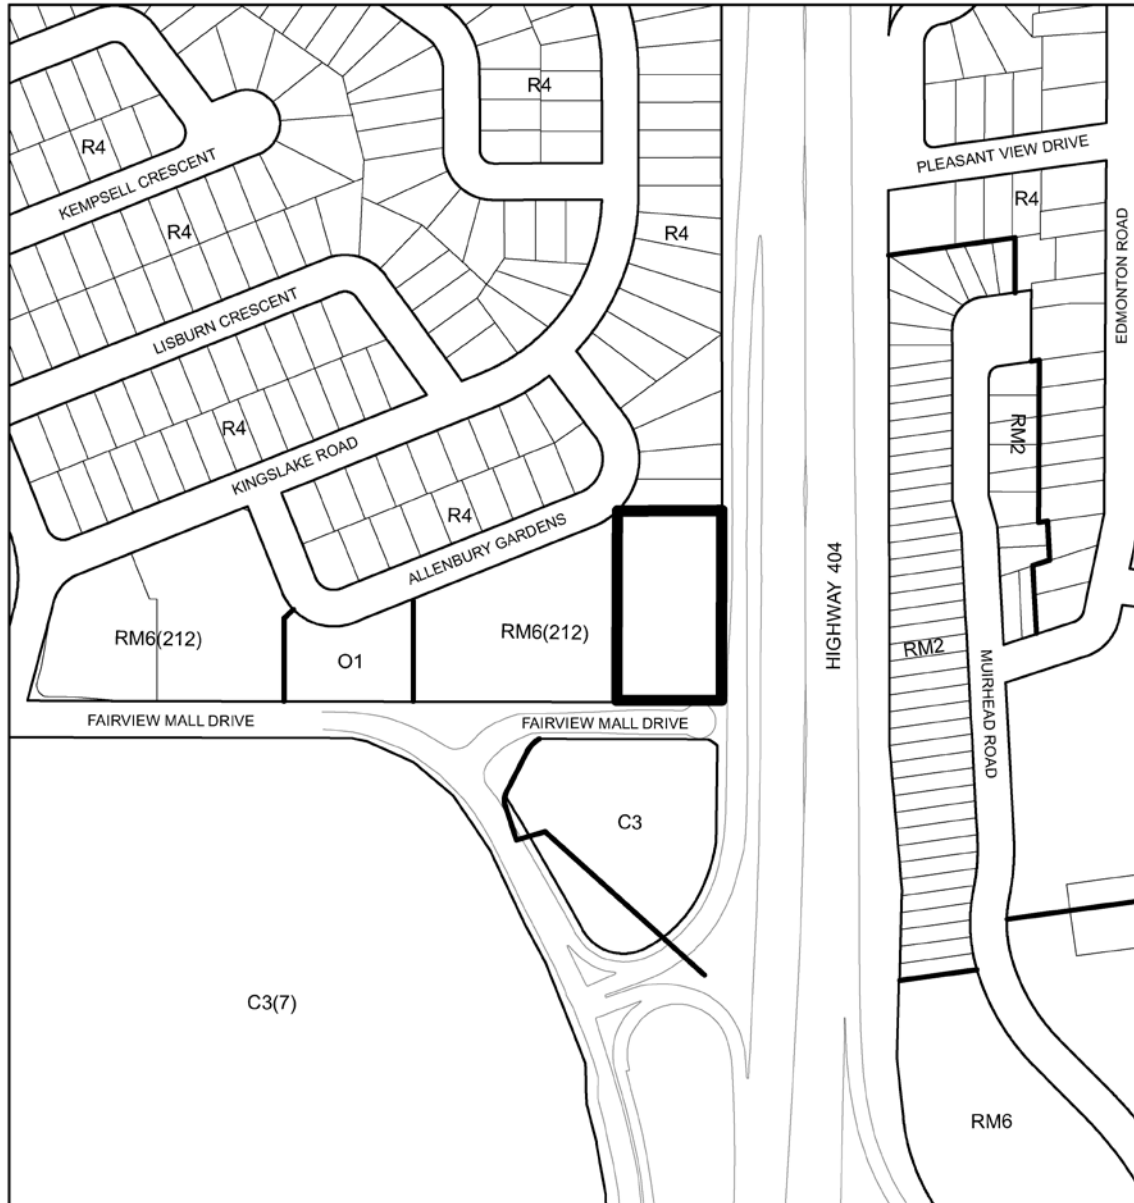 R4
R4
PLEASANT VIEW DRIVE
KEMPSELL CRESCENT
R4
R4
R4
EDMONTON ROAD
LISBURN CRESCENT
R4
RM2
KINGSLAKE ROAD
R4
ALLENBURY GARDENS
HIGHWAY 404
RM6(212)
RM6(212)
O1
RM2
MUIRHEAD ROAD
FAIRVIEW MALL DRIVE
FAIRVIEW MALL DRIVE
C3
C3(7)
RM6